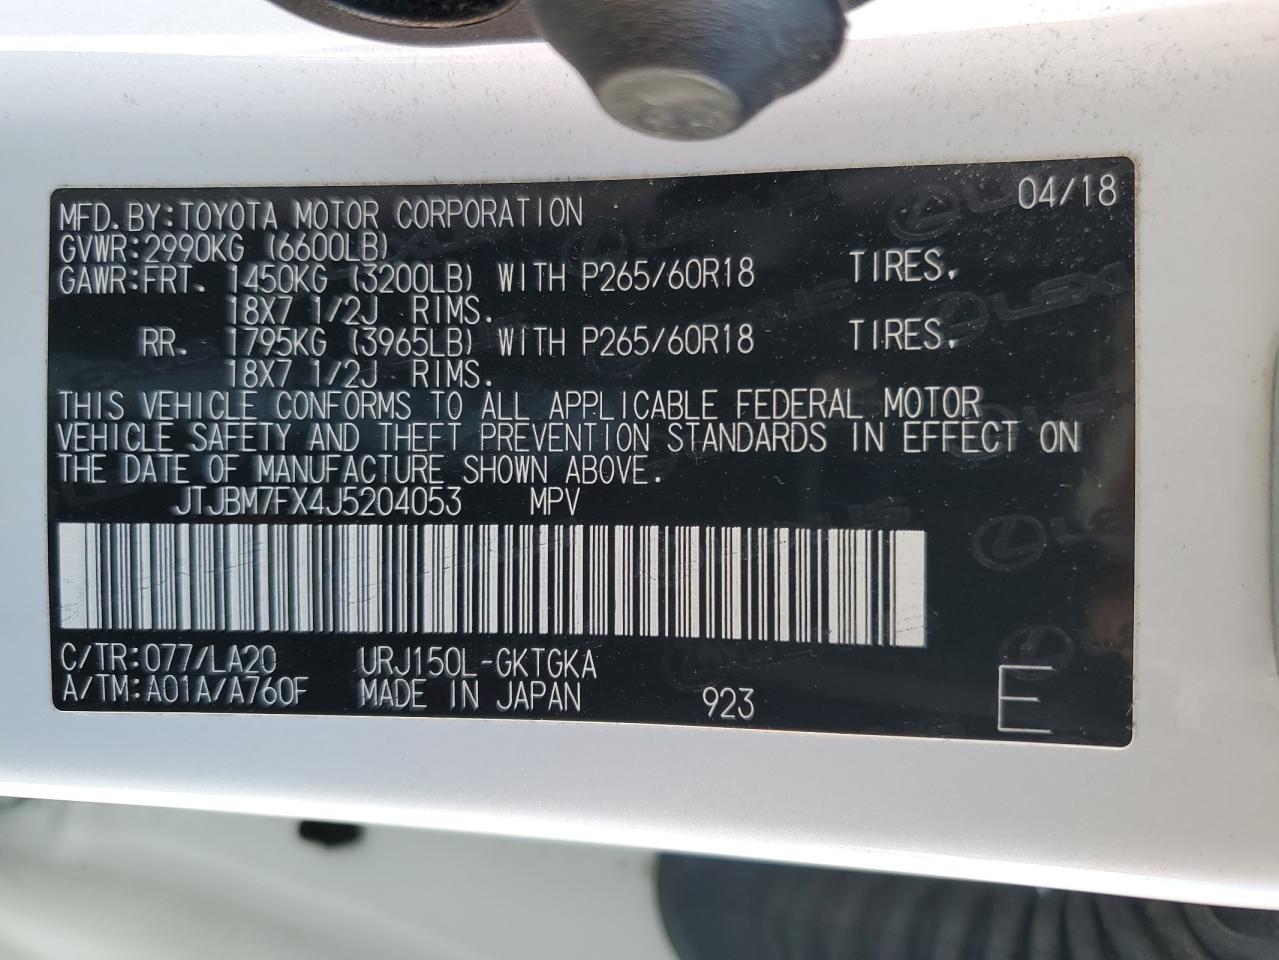 04/18
MFD.BY:TOYOTA MOTOR CORPORATION
GVWR:2990KG (6600LB)
GAWR:FRT. 1450KG (3200LB) WITH P265/60R18 TIRES.
18X7 1/2J RIMS.
RR. 1795KG (3965LB) WITH P265/60R18 TIRES.
18X7 1/2J RIMS.
THIS VEHICLE CONFORMS TO ALL APPLICABLE FEDERAL MOTOR
VEHICLE SAFETY AND THEFT PREVENTION STANDARDS IN EFFECT ON
THE DATE OF MANUFACTURE SHOWN ABOVE.
JTJBM7FX4J5204053 MPV
C/TR:077/LA20 URJ150L-GKTGKA
A/TM:A01A/A760F MADE IN JAPAN 923 E